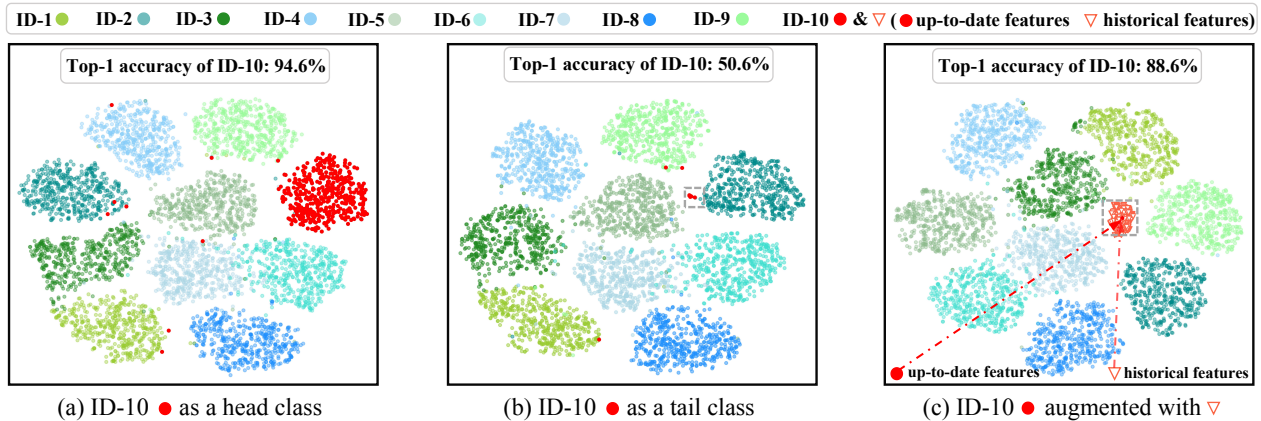 ID-1 ID-2 ID-3 ID-4 ID-5 ID-6 ID-7 ID-8 ID-9 ID-10 & ( up-to-date features historical features)
Top-1 accuracy of ID-10: 94.6%
Top-1 accuracy of ID-10: 50.6%
Top-1 accuracy of ID-10: 88.6%
up-to-date features
historical features
(a) ID-10 as a head class
(b) ID-10 as a tail class
(c) ID-10 augmented with